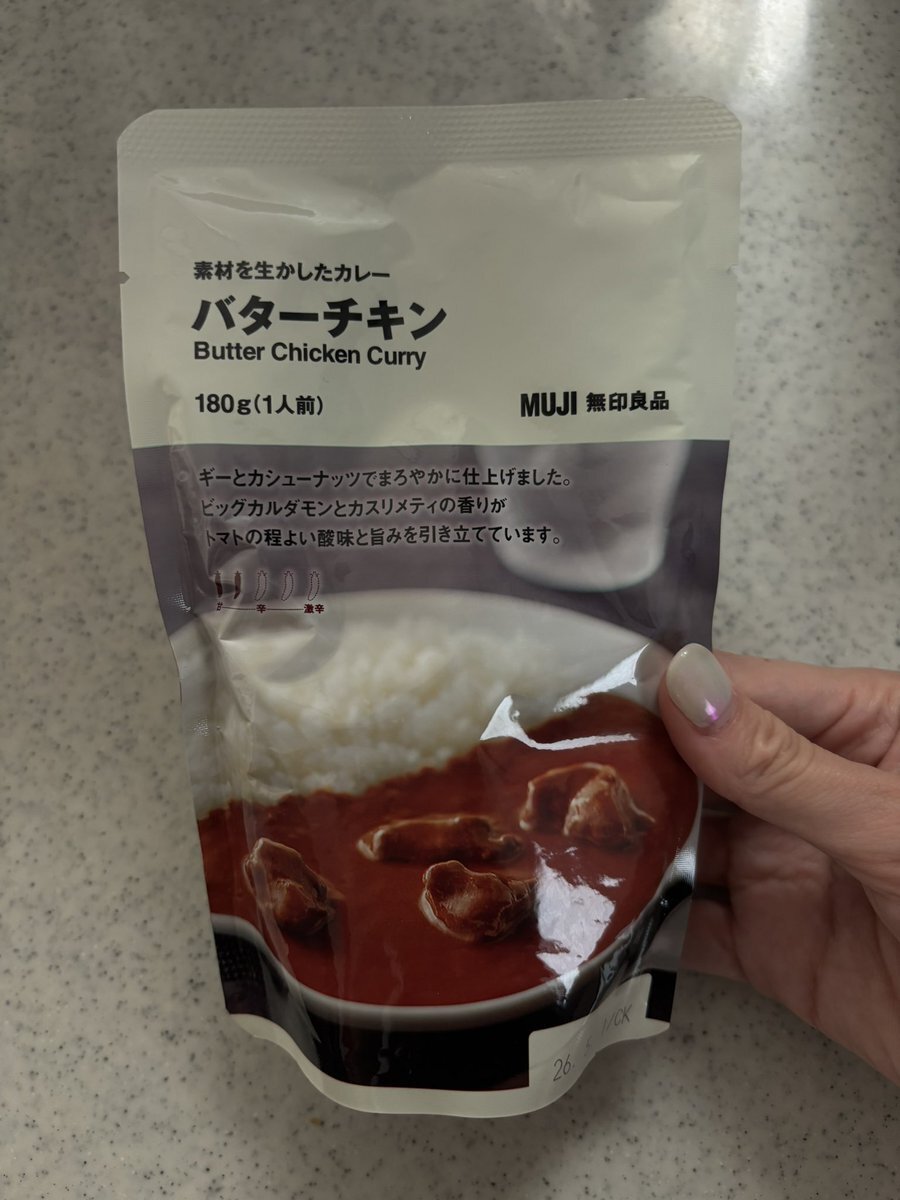 素材を生かしたカレー
バターチキン
Butter Chicken Curry
180g(1人前)
MUJI 無印良品
ギーとカシューナッツでまろやかに仕上げました。
ビッグカルダモンとカスリメティの香りが
トマトの程よい酸味と旨みを引き立てています。
辛 激辛
26. 5. 1/CK